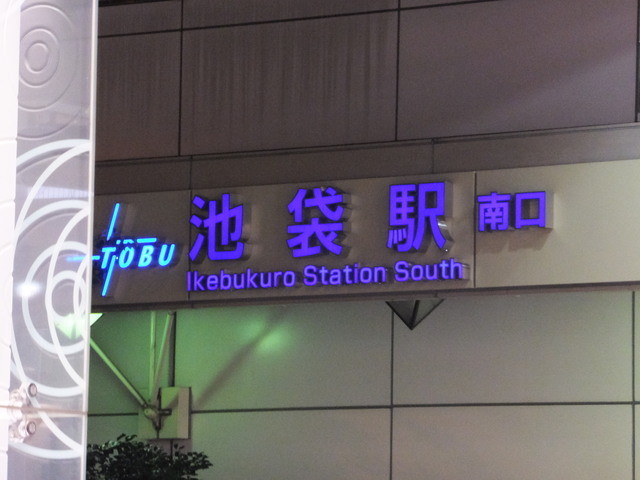 TOBU 池袋駅 南口
Ikebukuro Station South